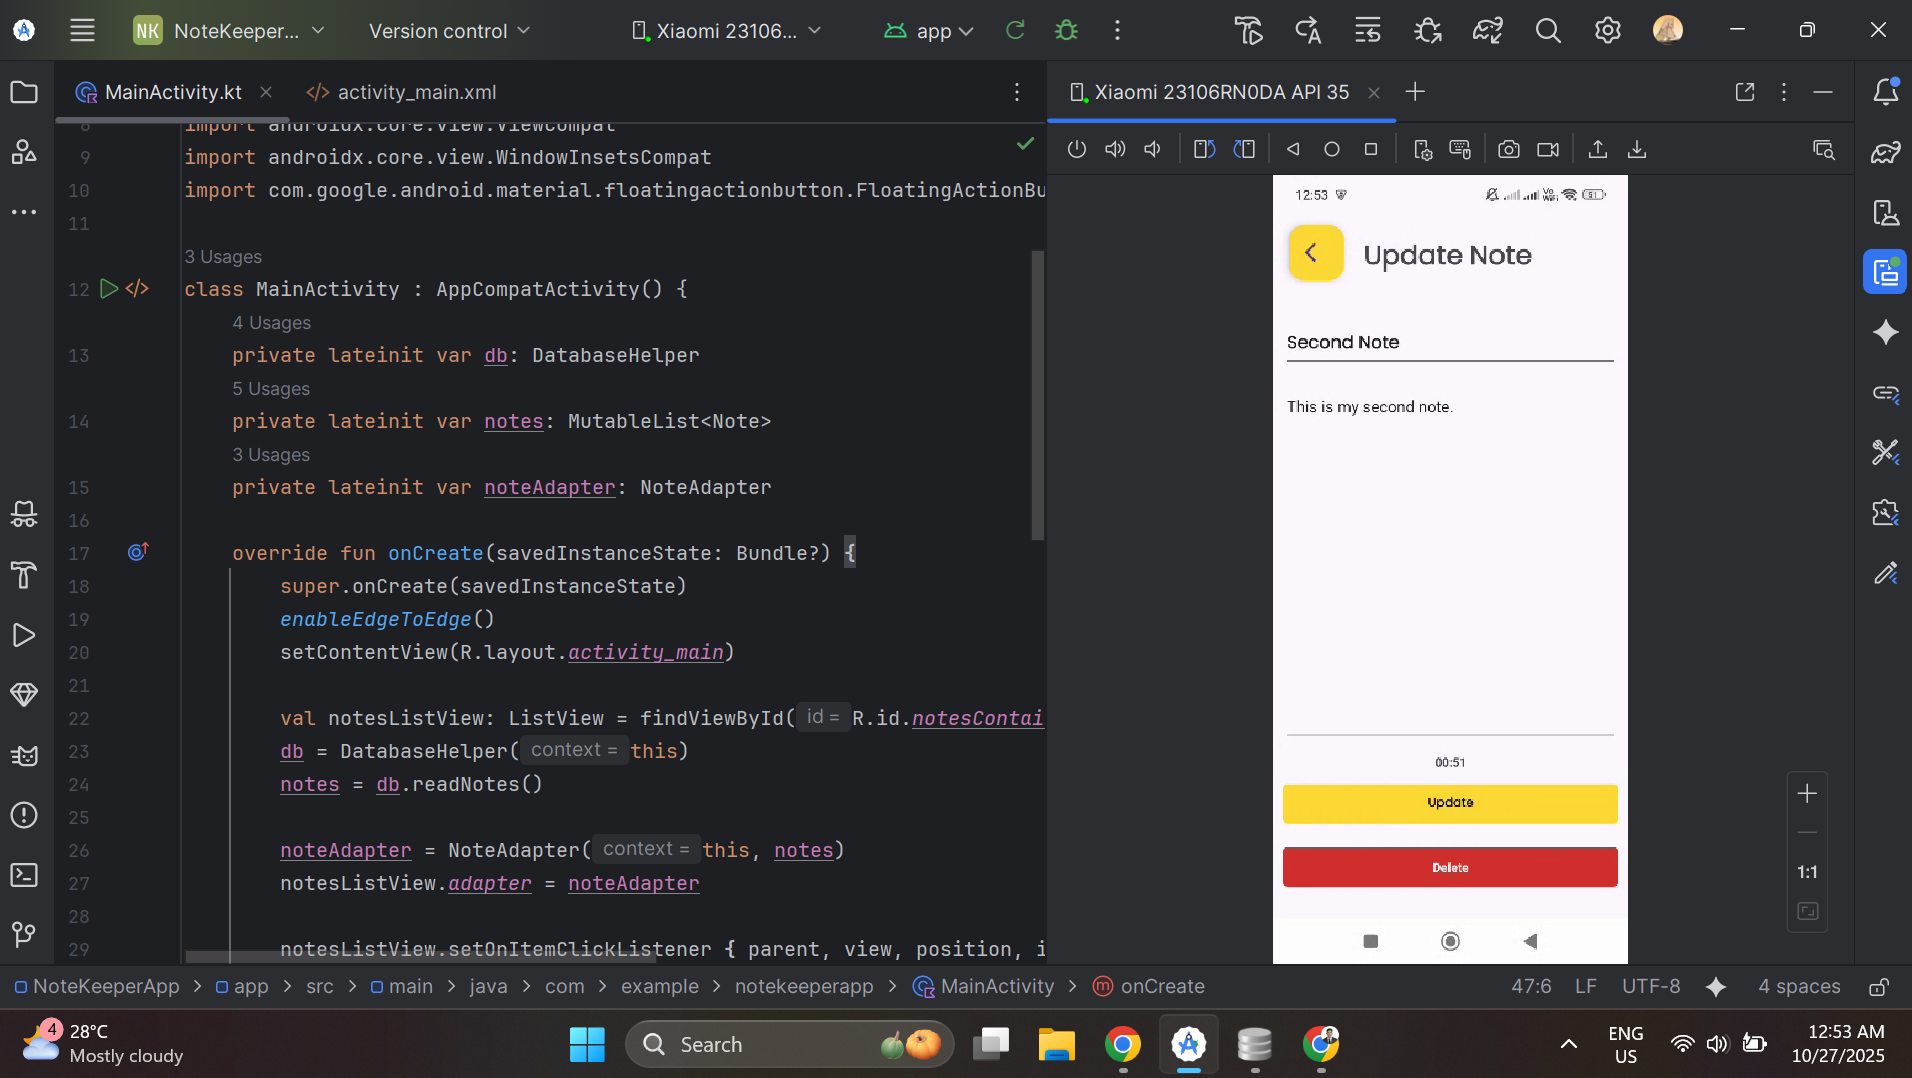 NK NoteKeeper... Version control Xiaomi 23106... app
MainActivity.kt activity_main.xml
8 import androidx.core.view.ViewCompat
9 import androidx.core.view.WindowInsetsCompat
10 import com.google.android.material.floatingactionbutton.FloatingActionBu
11
3 Usages
12 class MainActivity : AppCompatActivity() {
4 Usages
13 private lateinit var db: DatabaseHelper
5 Usages
14 private lateinit var notes: MutableList<Note>
3 Usages
15 private lateinit var noteAdapter: NoteAdapter
16
17 override fun onCreate(savedInstanceState: Bundle?) {
18 super.onCreate(savedInstanceState)
19 enableEdgeToEdge()
20 setContentView(R.layout.activity_main)
21
22 val notesListView: ListView = findViewById( id = R.id.notesContai
23 db = DatabaseHelper( context = this)
24 notes = db.readNotes()
25
26 noteAdapter = NoteAdapter( context = this, notes)
27 notesListView.adapter = noteAdapter
28
29 notesListView.setOnItemClickListener { parent, view, position, i
Xiaomi 23106RN0DA API 35
12:53 Vo WiFi 51
Update Note
Second Note
This is my second note.
00:51
Update
Delete
1:1
NoteKeeperApp > app > src > main > java > com > example > notekeeperapp > MainActivity > onCreate
47:6 LF UTF-8 4 spaces
4 28°C
Mostly cloudy
Search
ENG
US
12:53 AM
10/27/2025